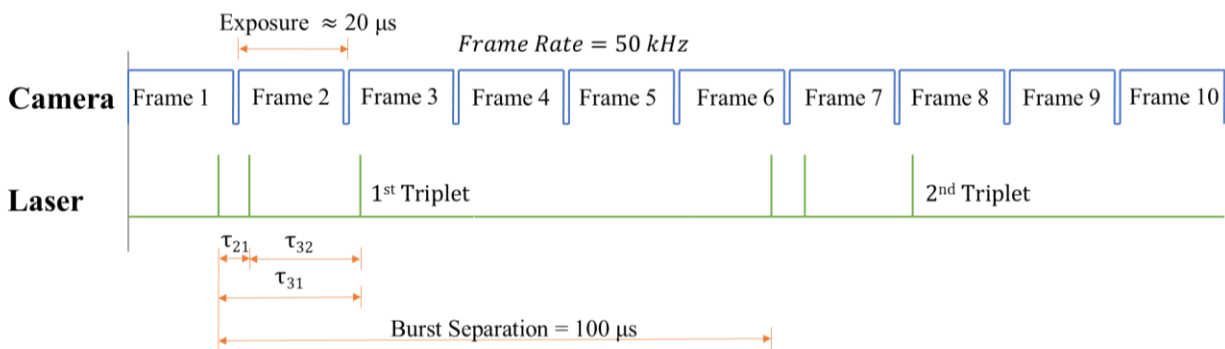 Exposure ≈ 20 μs
Frame Rate = 50 kHz
Camera
Frame 1
Frame 2
Frame 3
Frame 4
Frame 5
Frame 6
Frame 7
Frame 8
Frame 9
Frame 10
Laser
1st Triplet
2nd Triplet
τ21
τ32
τ31
Burst Separation = 100 μs